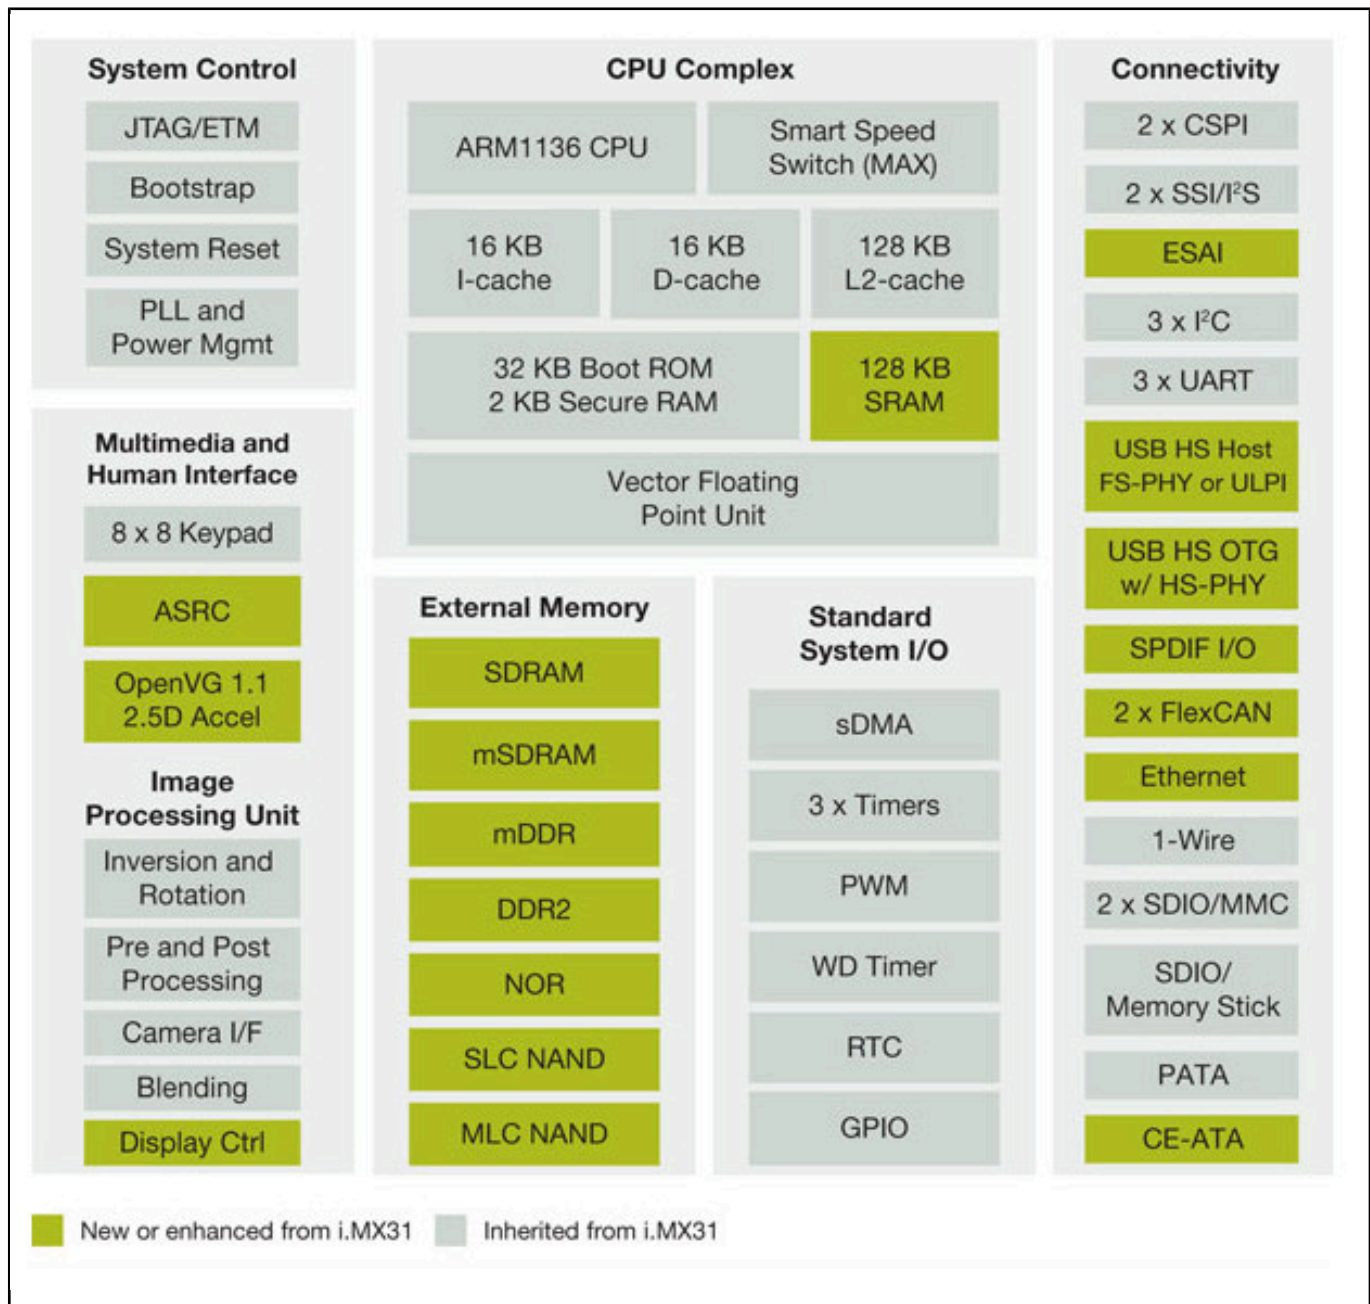 System Control
JTAG/ETM
Bootstrap
System Reset
PLL and
Power Mgmt
Multimedia and
Human Interface
8 x 8 Keypad
ASRC
OpenVG 1.1
2.5D Accel
Image
Processing Unit
Inversion and
Rotation
Pre and Post
Processing
Camera I/F
Blending
Display Ctrl
CPU Complex
ARM1136 CPU
Smart Speed
Switch (MAX)
16 KB
I-cache
16 KB
D-cache
128 KB
L2-cache
32 KB Boot ROM
2 KB Secure RAM
128 KB
SRAM
Vector Floating
Point Unit
External Memory
SDRAM
mSDRAM
mDDR
DDR2
NOR
SLC NAND
MLC NAND
Standard
System I/O
sDMA
3 x Timers
PWM
WD Timer
RTC
GPIO
Connectivity
2 x CSPI
2 x SSI/I²S
ESAI
3 x I²C
3 x UART
USB HS Host
FS-PHY or ULPI
USB HS OTG
w/ HS-PHY
SPDIF I/O
2 x FlexCAN
Ethernet
1-Wire
2 x SDIO/MMC
SDIO/
Memory Stick
PATA
CE-ATA
New or enhanced from i.MX31
Inherited from i.MX31